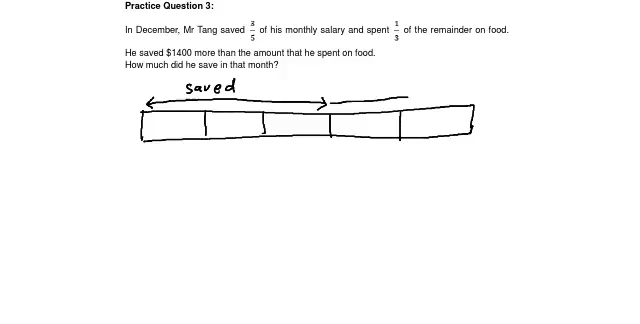 Practice Question 3:
In December, Mr Tang saved 3/5 of his monthly salary and spent 1/3 of the remainder on food.
He saved $1400 more than the amount that he spent on food.
How much did he save in that month?
saved